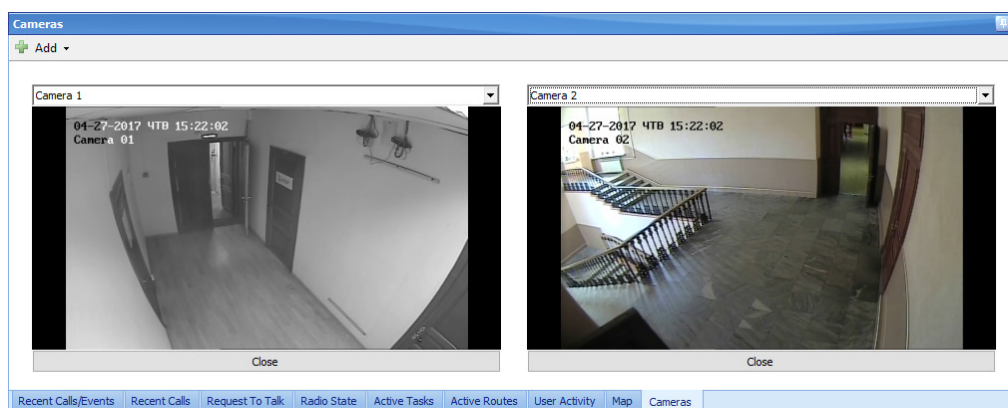 Cameras
Add
Camera 1
Camera 2
04-27-2017 ЧТВ 15:22:02
Camera 01
04-27-2017 ЧТВ 15:22:02
Camera 02
Close
Close
Recent Calls/Events Recent Calls Request To Talk Radio State Active Tasks Active Routes User Activity Map Cameras